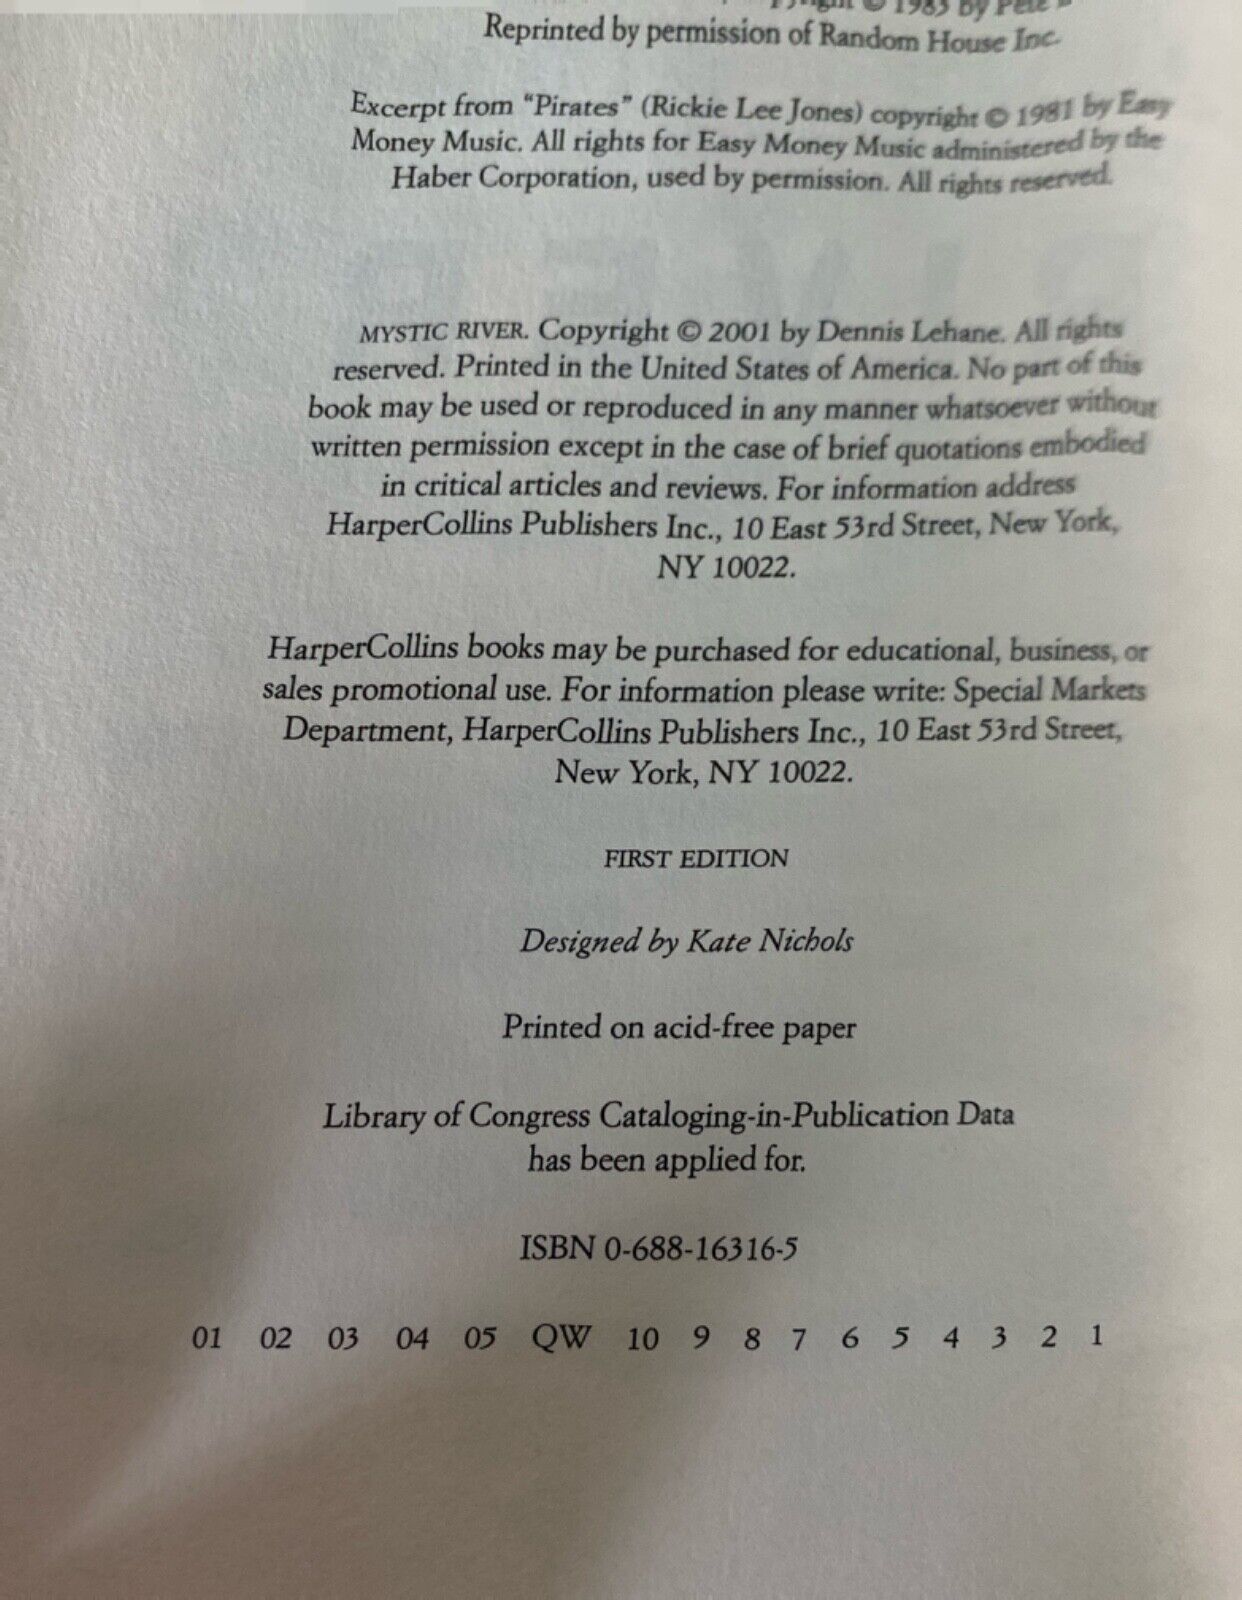 © 1983 by Pete
Reprinted by permission of Random House Inc.
Excerpt from "Pirates" (Rickie Lee Jones) copyright © 1981 by Easy
Money Music. All rights for Easy Money Music administered by the
Haber Corporation, used by permission. All rights reserved.
MYSTIC RIVER. Copyright © 2001 by Dennis Lehane. All rights
reserved. Printed in the United States of America. No part of this
book may be used or reproduced in any manner whatsoever without
written permission except in the case of brief quotations embodied
in critical articles and reviews. For information address
HarperCollins Publishers Inc., 10 East 53rd Street, New York,
NY 10022.
HarperCollins books may be purchased for educational, business, or
sales promotional use. For information please write: Special Markets
Department, HarperCollins Publishers Inc., 10 East 53rd Street,
New York, NY 10022.
FIRST EDITION
Designed by Kate Nichols
Printed on acid-free paper
Library of Congress Cataloging-in-Publication Data
has been applied for.
ISBN 0-688-16316-5
01 02 03 04 05 QW 10 9 8 7 6 5 4 3 2 1